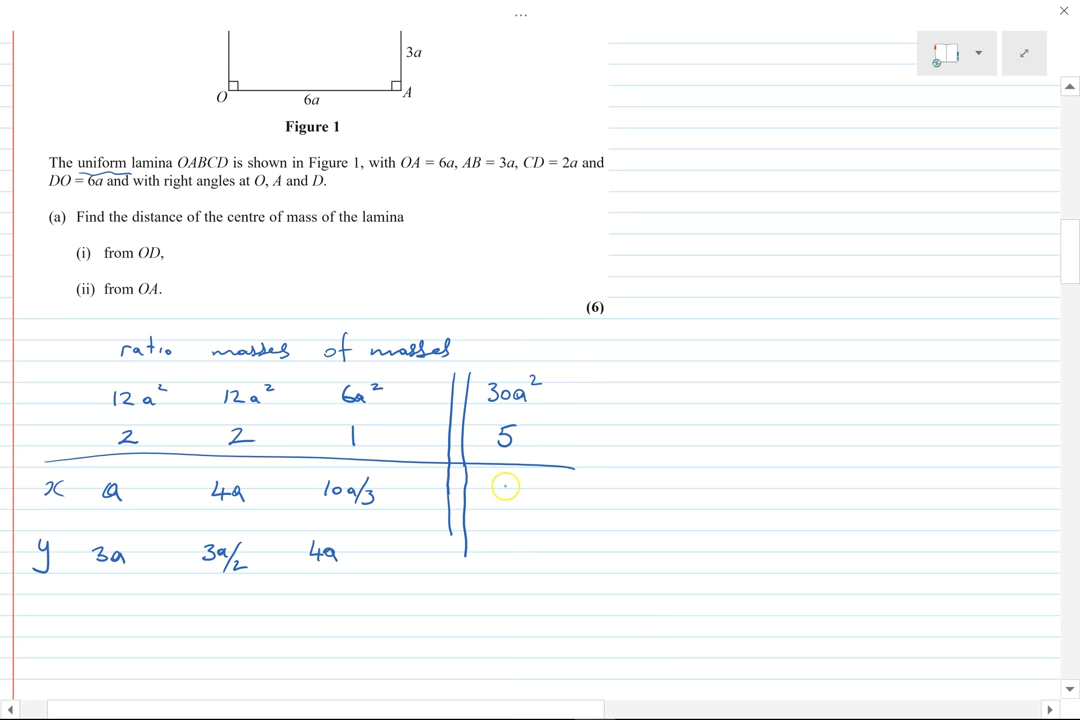 3a
O
6a
A
Figure 1
The uniform lamina OABCD is shown in Figure 1, with OA = 6a, AB = 3a, CD = 2a and
DO = 6a and with right angles at O, A and D.
(a) Find the distance of the centre of mass of the lamina
(i) from OD,
(ii) from OA.
(6)
ratio masses of masses
12a² 12a² 6a² 30a²
2 2 1 5
x a 4a 10a/3
y 3a 3a/2 4a